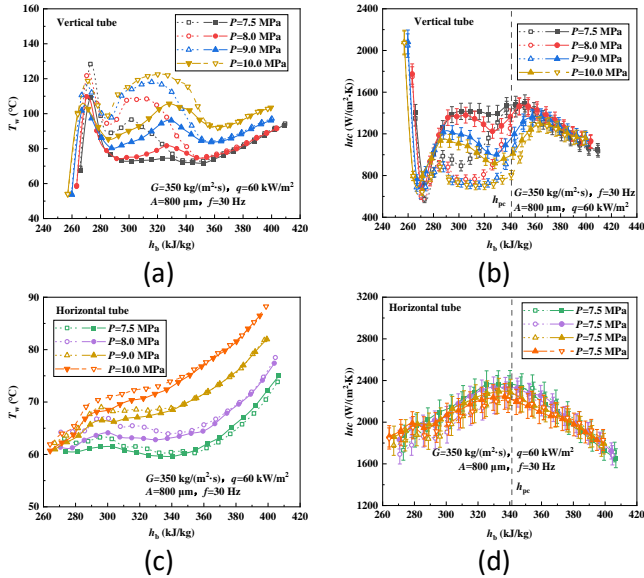 Vertical tube
P=7.5 MPa
P=8.0 MPa
P=9.0 MPa
P=10.0 MPa
G=350 kg/(m²·s), q=60 kW/m²
A=800 μm, f=30 Hz
T_w (°C)
140
120
100
80
60
40
240 260 280 300 320 340 360 380 400 420
h_b (kJ/kg)
(a)
Vertical tube
P=7.5 MPa
P=8.0 MPa
P=9.0 MPa
P=10.0 MPa
G=350 kg/(m²·s), f=30 Hz
A=800 μm, q=60 kW/m²
h_pc
htc (W/(m²·K)
2200
1800
1400
1000
600
400
240 260 280 300 320 340 360 380 400 420 440
h_b (kJ/kg)
(b)
Horizontal tube
P=7.5 MPa
P=8.0 MPa
P=9.0 MPa
P=10.0 MPa
G=350 kg/(m²·s), q=60 kW/m²
A=800 μm, f=30 Hz
T_w (°C)
90
80
70
60
50
240 260 280 300 320 340 360 380 400 420
h_b (kJ/kg)
(c)
Horizontal tube
P=7.5 MPa
P=7.5 MPa
P=7.5 MPa
P=7.5 MPa
G=350 kg/(m²·s), q=60 kW/m²
A=800 μm, f=30 Hz
h_pc
htc (W/(m²·K)
3200
2800
2400
2000
1600
1200
260 280 300 320 340 360 380 400 420
h_b (kJ/kg)
(d)